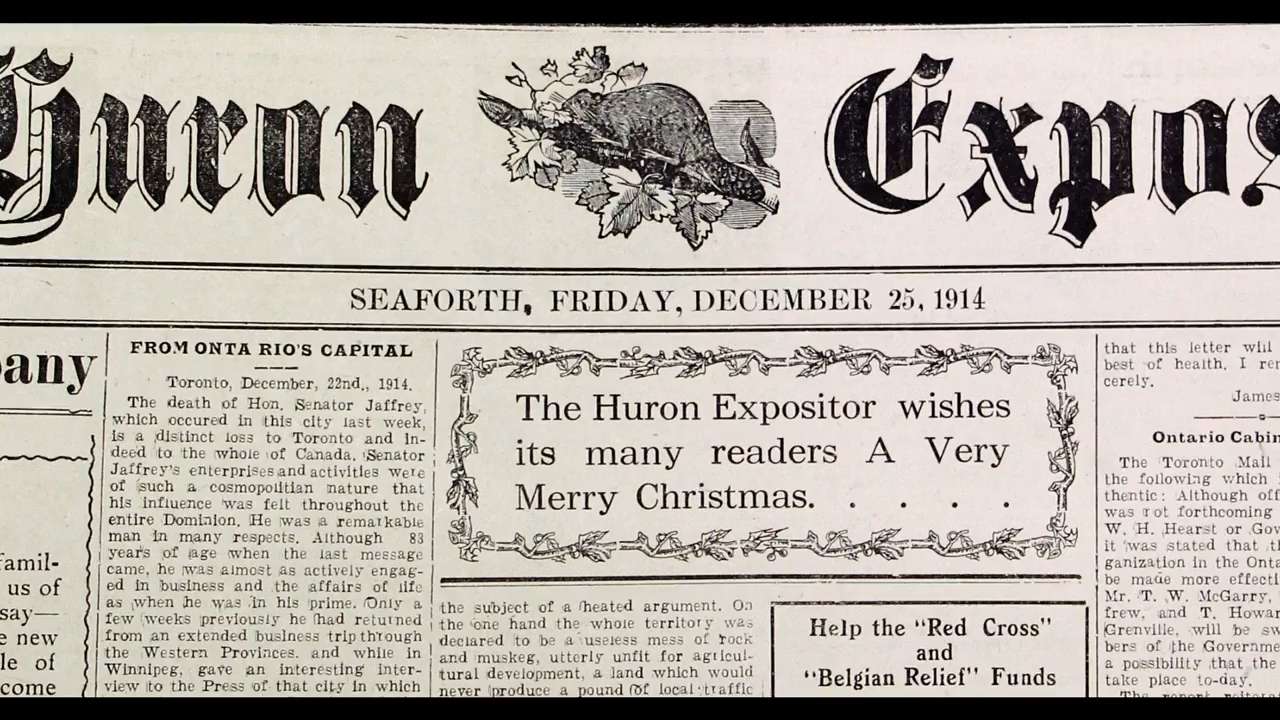 Huron Expos
SEAFORTH, FRIDAY, DECEMBER 25, 1914
any
famil-
us of
say—
e new
le of
come
FROM ONTA RIO'S CAPITAL
Toronto, December, 22nd., 1914.
The death of Hon. Senator Jaffrey,
which occured in this city last week,
is a distinct loss to Toronto and in-
deed to the whole of Canada. Senator
Jaffrey's enterprises and activities were
of such a cosmopoltian nature that
his influence was felt throughout the
entire Dominion. He was a remarkable
man in many respects. Although 83
years of age when the last message
came, he was almost as actively engag-
ed in business and the affairs of life
as when he was in his prime. Only a
few weeks previously he had returned
from an extended business trip through
the Western Provinces. and while in
Winnipeg, gave an interesting inter-
view to the Press of that city in which
The Huron Expositor wishes
its many readers A Very
Merry Christmas. . . . .
the subject of a heated argument. On
the one hand the whole territory was
declared to be a useless mess of rock
and muskeg, utterly unfit for agricul-
tural development, a land which would
never produce a pound of local traffic
Help the "Red Cross"
and
"Belgian Relief" Funds
that this letter will
best of health, I re
cerely.
James
Ontario Cabin
The Toronto Mail
the following which
thentic: Although off
was rot forthcoming
W. H. Hearst or Gov
it was stated that th
ganization in the Onta
be made more effecti
Mr. T. W. McGarry,
frew, and T. Howar
Grenville, will be sw
bers of the Governme
a possibility that the
take place to-day.